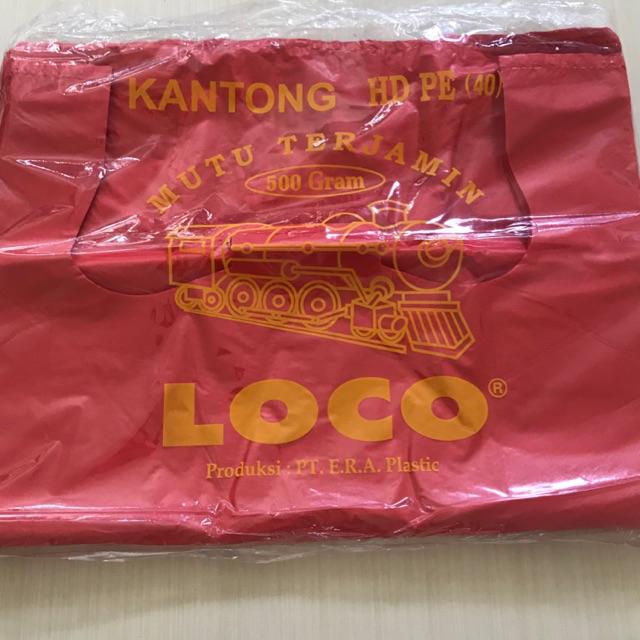 KANTONG HD PE (40)
MUTU TERJAMIN
500 Gram
LOCO®
Produksi : PT. E.R.A. Plastic